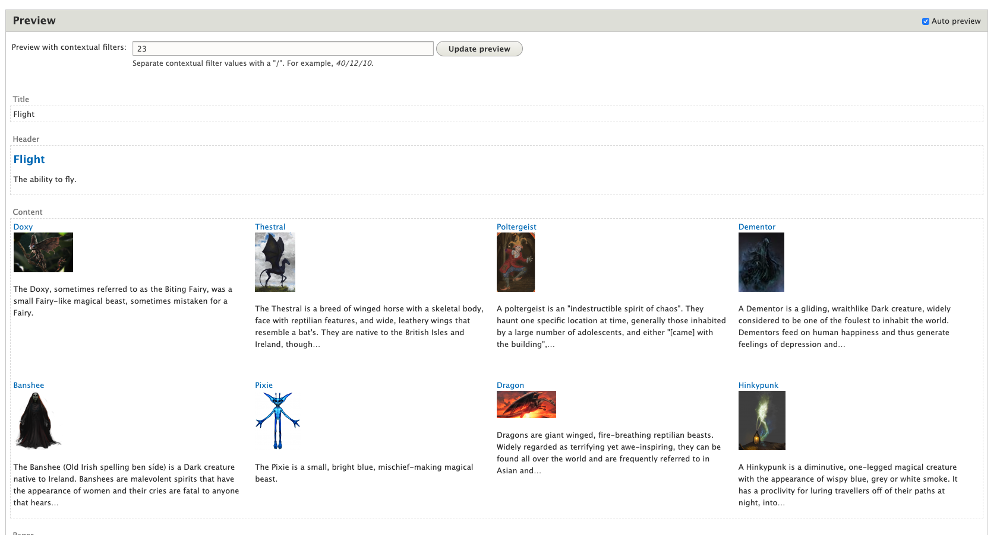 Preview
Auto preview
Preview with contextual filters:
23
Update preview
Separate contextual filter values with a "/". For example, 40/12/10.
Title
Flight
Header
Flight
The ability to fly.
Content
Doxy
The Doxy, sometimes referred to as the Biting Fairy, was a
small Fairy-like magical beast, sometimes mistaken for a
Fairy.
Thestral
The Thestral is a breed of winged horse with a skeletal body,
face with reptilian features, and wide, leathery wings that
resemble a bat's. They are native to the British Isles and
Ireland, though...
Poltergeist
A poltergeist is an "indestructible spirit of chaos". They
haunt one specific location at time, generally those inhabited
by a large number of adolescents, and either "[came] with
the building",...
Dementor
A Dementor is a gliding, wraithlike Dark creature, widely
considered to be one of the foulest to inhabit the world.
Dementors feed on human happiness and thus generate
feelings of depression and...
Banshee
The Banshee (Old Irish spelling ben síde) is a Dark creature
native to Ireland. Banshees are malevolent spirits that have
the appearance of women and their cries are fatal to anyone
that hears...
Pixie
The Pixie is a small, bright blue, mischief-making magical
beast.
Dragon
Dragons are giant winged, fire-breathing reptilian beasts.
Widely regarded as terrifying yet awe-inspiring, they can be
found all over the world and are frequently referred to in
Asian and...
Hinkypunk
A Hinkypunk is a diminutive, one-legged magical creature
with the appearance of wispy blue, grey or white smoke. It
has a proclivity for luring travellers off of their paths at
night, into...
Pager